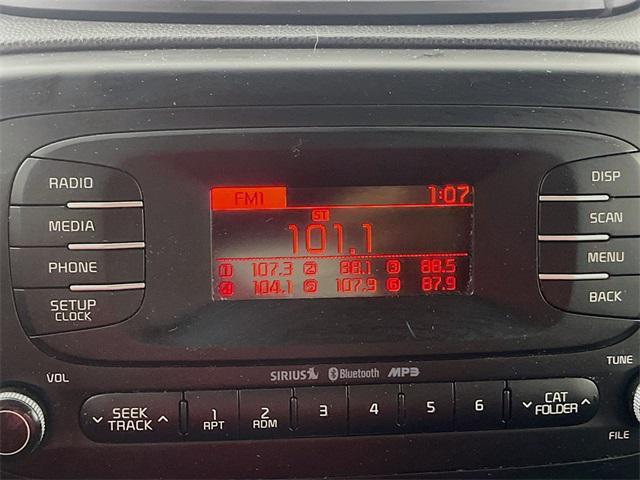 RADIO
MEDIA
PHONE
SETUP
CLOCK
FM1 1:07
ST
101.1
1 107.3 2 88.1 3 88.5
4 104.1 5 107.9 6 87.9
DISP
SCAN
MENU
BACK
SIRIUS Bluetooth MP3
VOL
SEEK
TRACK
1
RPT
2
RDM
3
4
5
6
CAT
FOLDER
TUNE
FILE